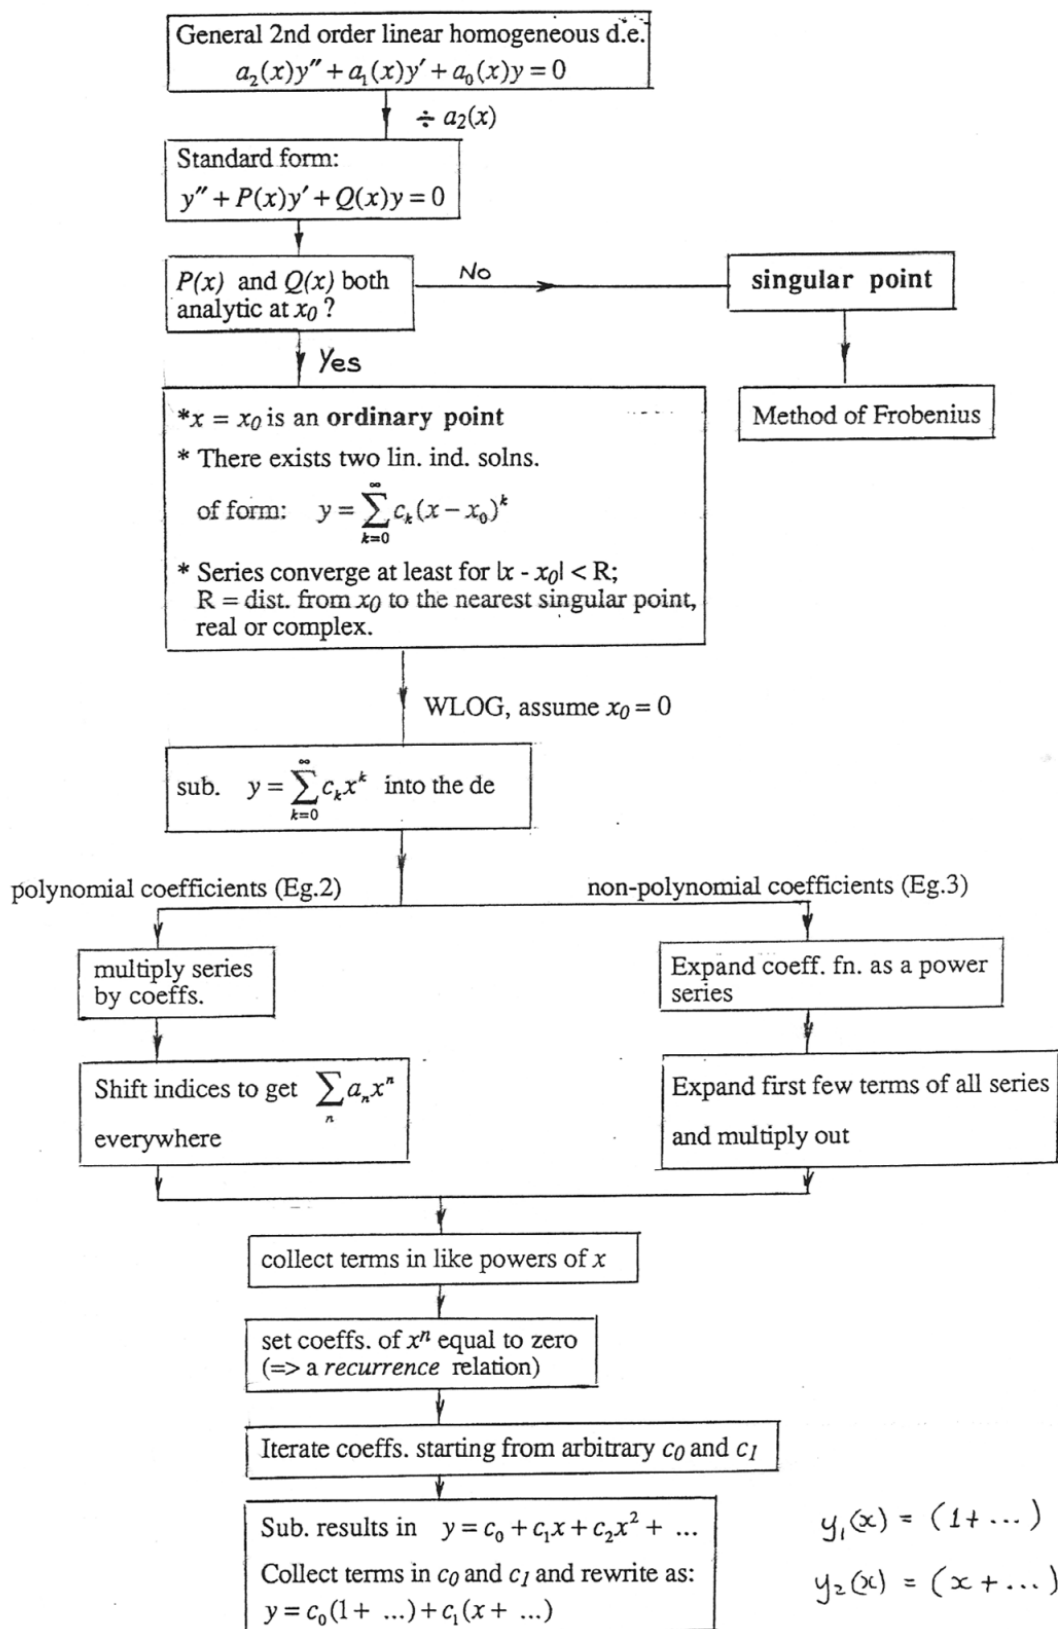 General 2nd order linear homogeneous d.e.
a₂(x)y″ + a₁(x)y′ + a₀(x)y = 0
÷ a₂(x)
Standard form:
y″ + P(x)y′ + Q(x)y = 0
P(x) and Q(x) both
analytic at x₀ ?
No
singular point
Yes
Method of Frobenius
*x = x₀ is an ordinary point
* There exists two lin. ind. solns.
of form: y = ∑_{k=0}^{∞} cₖ(x − x₀)ᵏ
* Series converge at least for |x - x₀| < R;
R = dist. from x₀ to the nearest singular point,
real or complex.
WLOG, assume x₀ = 0
sub. y = ∑_{k=0}^{∞} cₖxᵏ into the de
polynomial coefficients (Eg.2)
non-polynomial coefficients (Eg.3)
multiply series
by coeffs.
Expand coeff. fn. as a power
series
Shift indices to get ∑_{n} aₙxⁿ
everywhere
Expand first few terms of all series
and multiply out
collect terms in like powers of x
set coeffs. of xⁿ equal to zero
(=> a recurrence relation)
Iterate coeffs. starting from arbitrary c₀ and c₁
Sub. results in y = c₀ + c₁x + c₂x² + ...
Collect terms in c₀ and c₁ and rewrite as:
y = c₀(1+ ...) + c₁(x + ...)
y₁(x) = (1+ ...)
y₂(x) = (x + ...)